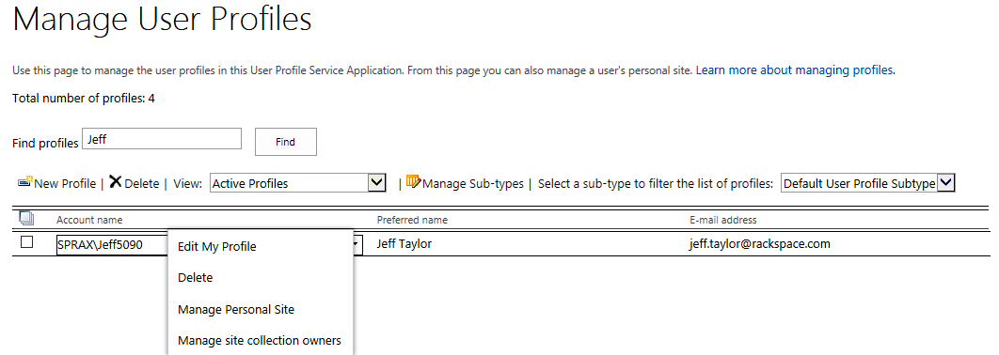 Manage User Profiles
Use this page to manage the user profiles in this User Profile Service Application. From this page you can also manage a user's personal site. Learn more about managing profiles.
Total number of profiles: 4
Find profiles Jeff Find
New Profile | Delete | View: Active Profiles | Manage Sub-types | Select a sub-type to filter the list of profiles: Default User Profile Subtype
Account name Preferred name E-mail address
SPRAX\Jeff5090 Jeff Taylor jeff.taylor@rackspace.com
Edit My Profile
Delete
Manage Personal Site
Manage site collection owners